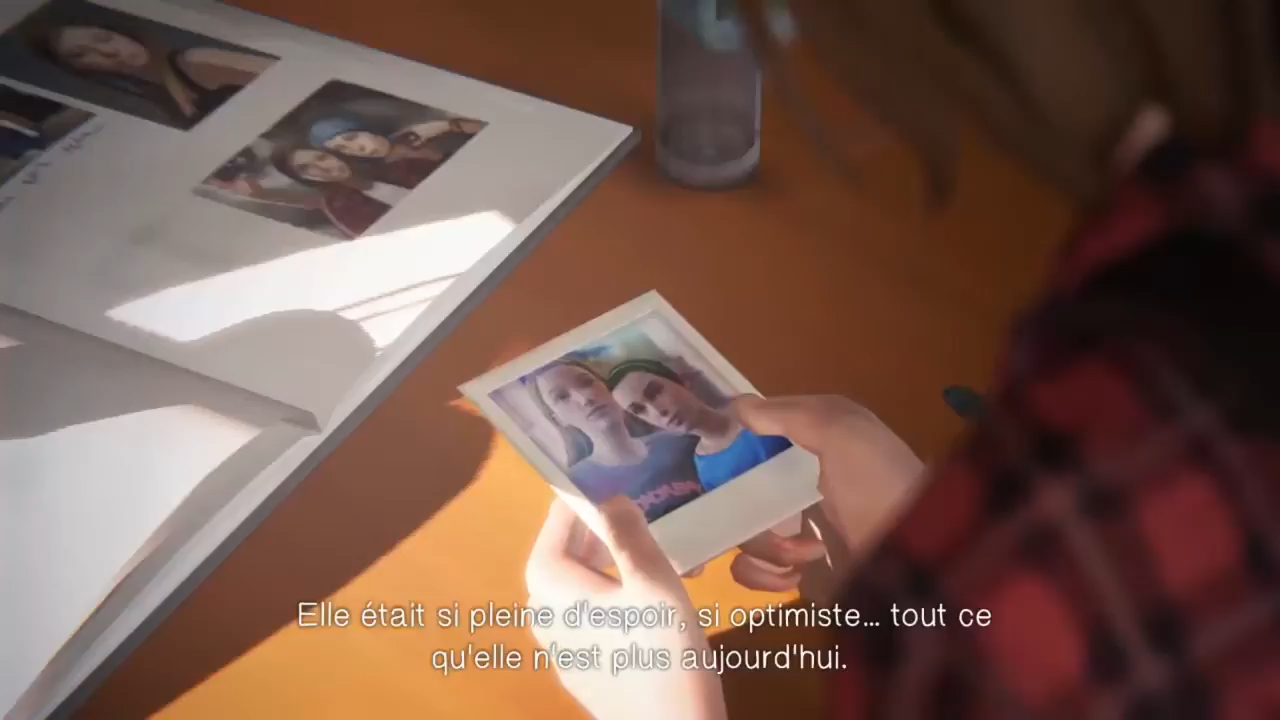 Elle était si pleine d'espoir, si optimiste... tout ce
qu'elle n'est plus aujourd'hui.